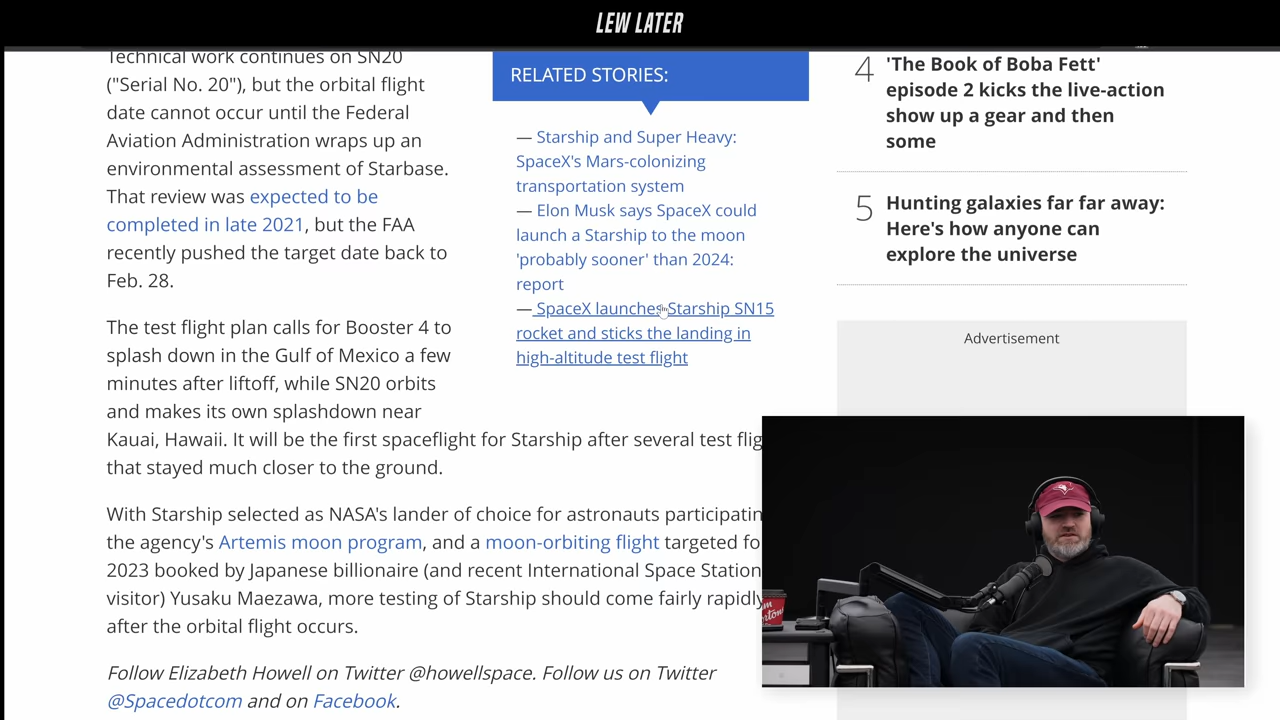 LEW LATER
Technical work continues on SN20
("Serial No. 20"), but the orbital flight
date cannot occur until the Federal
Aviation Administration wraps up an
environmental assessment of Starbase.
That review was expected to be
completed in late 2021, but the FAA
recently pushed the target date back to
Feb. 28.
The test flight plan calls for Booster 4 to
splash down in the Gulf of Mexico a few
minutes after liftoff, while SN20 orbits
and makes its own splashdown near
Kauai, Hawaii. It will be the first spaceflight for Starship after several test flig
that stayed much closer to the ground.
With Starship selected as NASA's lander of choice for astronauts participatin
the agency's Artemis moon program, and a moon-orbiting flight targeted fo
2023 booked by Japanese billionaire (and recent International Space Station
visitor) Yusaku Maezawa, more testing of Starship should come fairly rapidly
after the orbital flight occurs.
Follow Elizabeth Howell on Twitter @howellspace. Follow us on Twitter
@Spacedotcom and on Facebook.
RELATED STORIES:
— Starship and Super Heavy:
SpaceX's Mars-colonizing
transportation system
— Elon Musk says SpaceX could
launch a Starship to the moon
'probably sooner' than 2024:
report
— SpaceX launches Starship SN15
rocket and sticks the landing in
high-altitude test flight
4 'The Book of Boba Fett'
episode 2 kicks the live-action
show up a gear and then
some
5 Hunting galaxies far far away:
Here's how anyone can
explore the universe
Advertisement